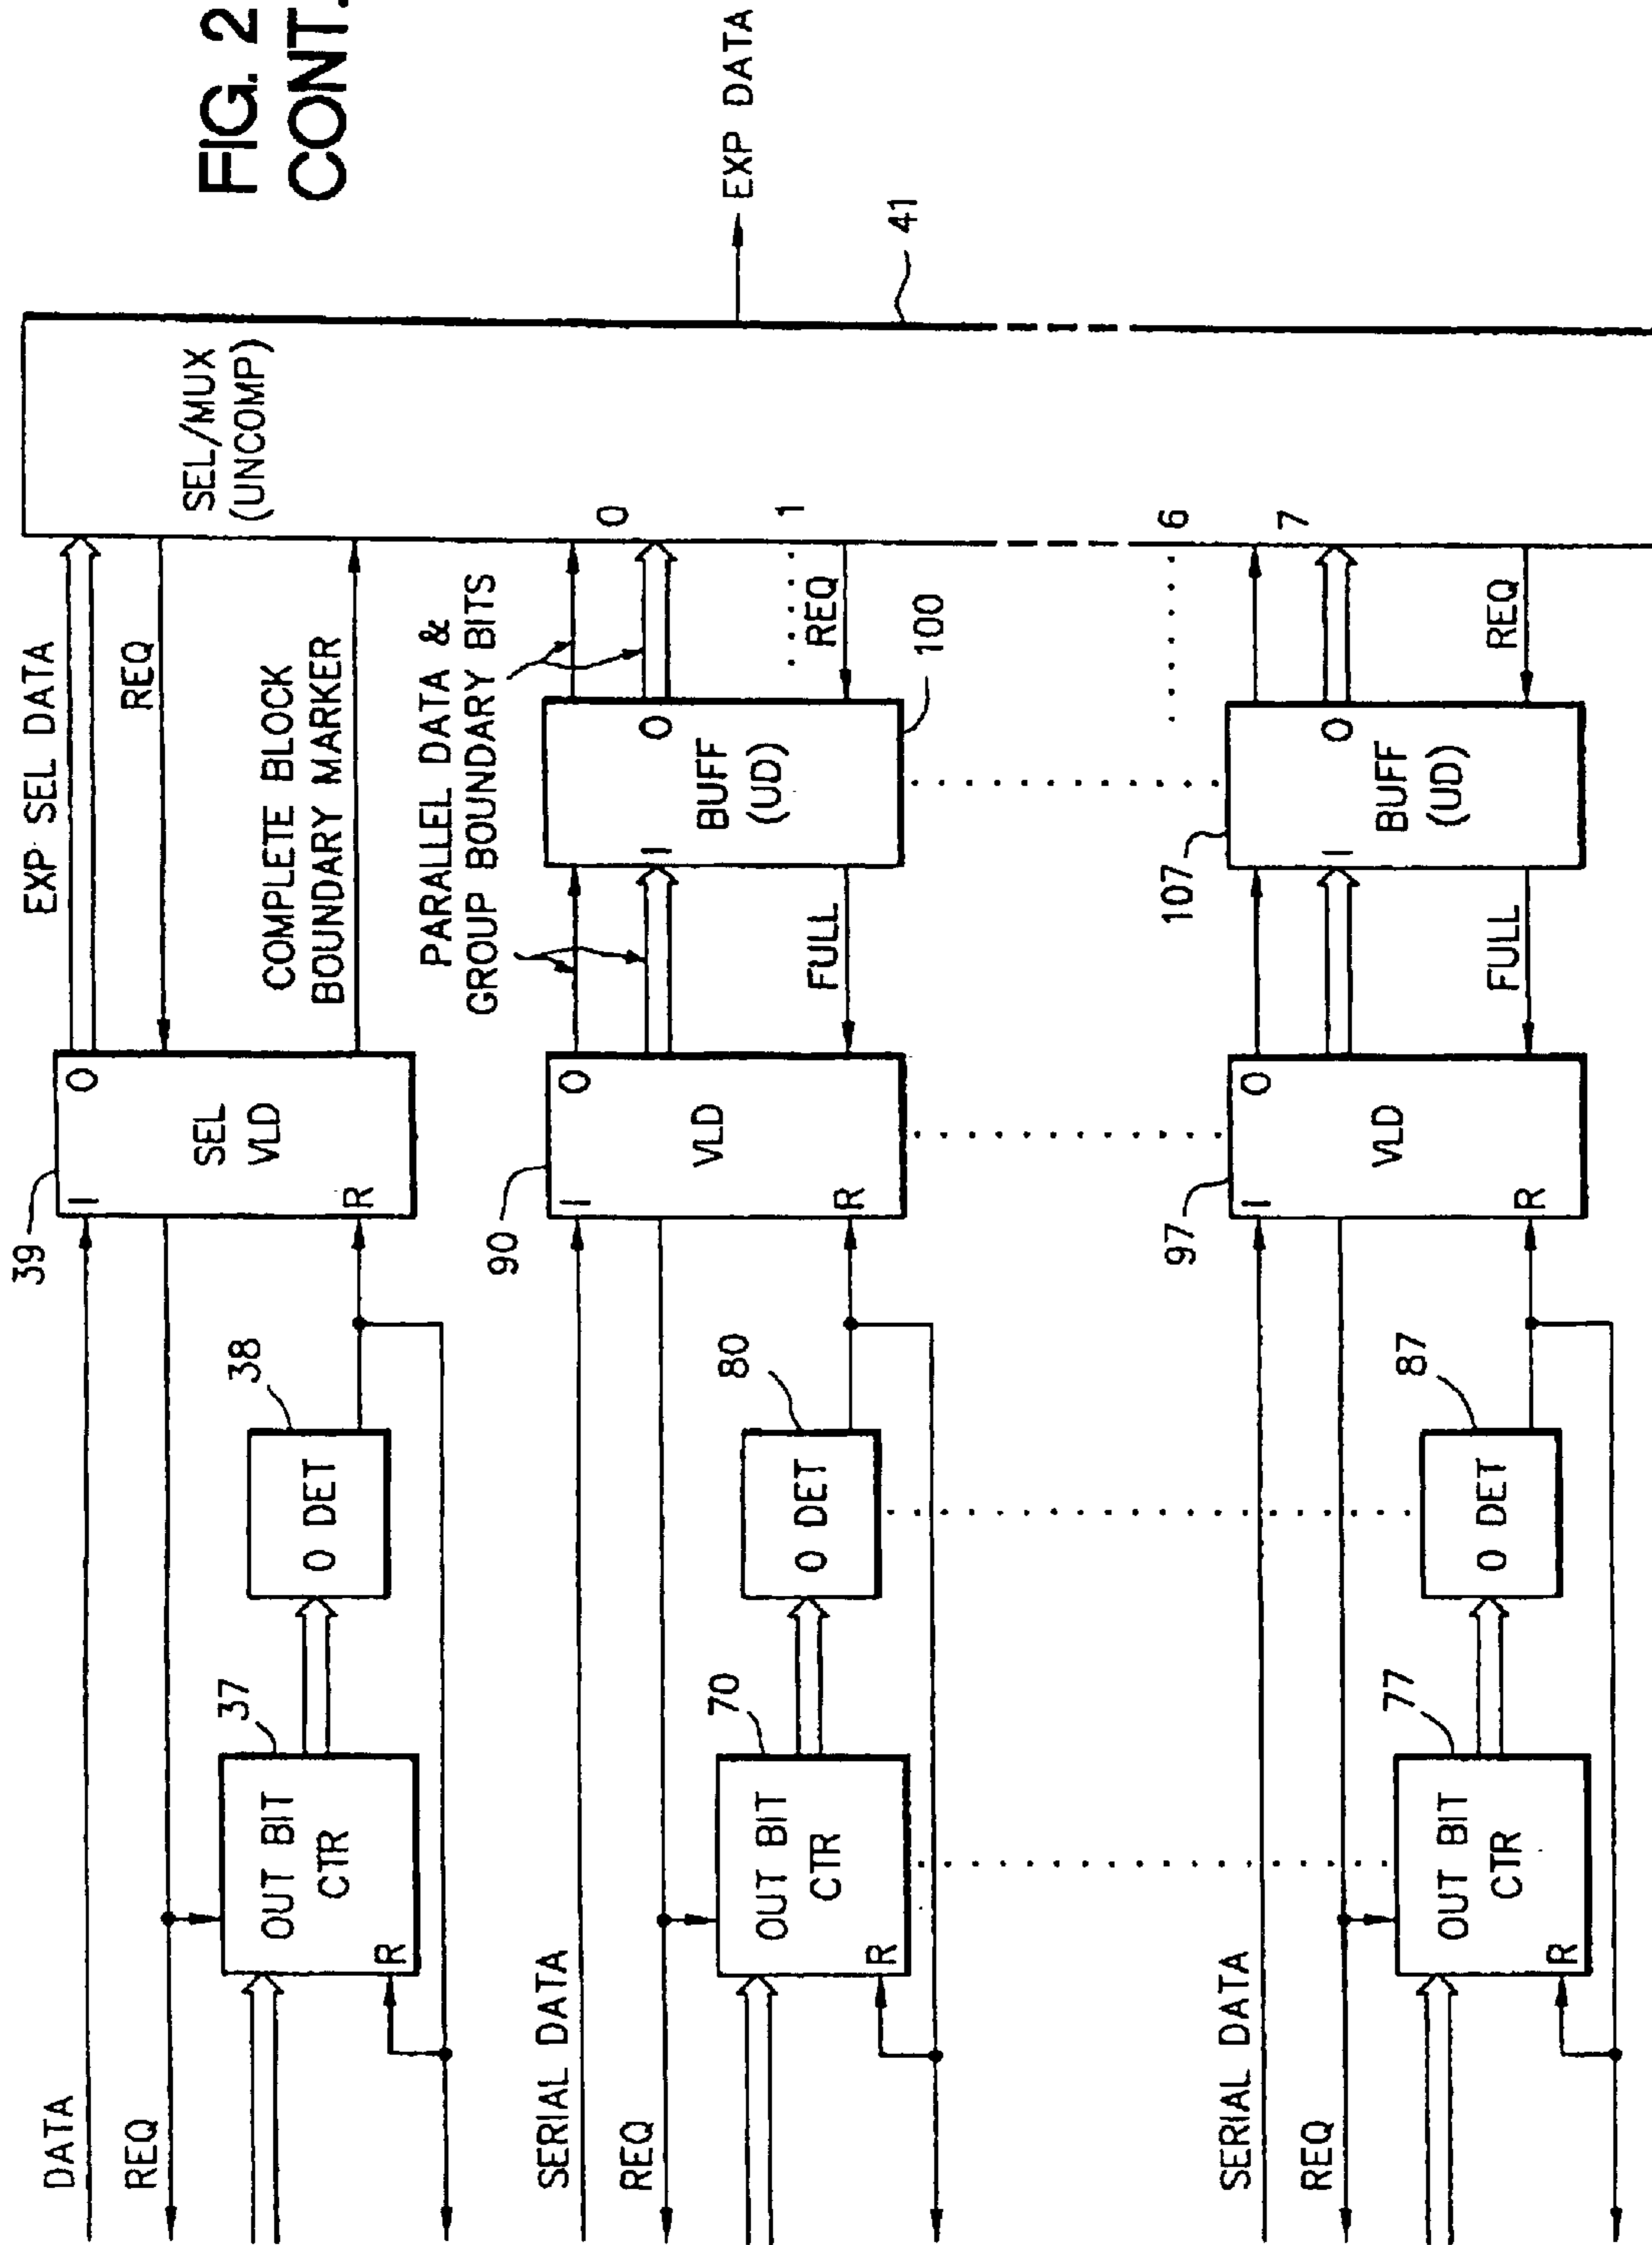 FIG. 2
CONT.
EXP SEL DATA
REQ
COMPLETE BLOCK
BOUNDARY MARKER
SEL/MUX
(UNCOMP)
DATA
REQ
39
I
O
SEL
VLD
R
38
O DET
37
OUT BIT
CTR
R
EXP DATA
41
PARALLEL DATA &
GROUP BOUNDARY BITS
0
1
REQ
SERIAL DATA
REQ
90
I
O
VLD
R
FULL
I
O
BUFF
(UD)
100
80
O DET
70
OUT BIT
CTR
R
6
7
REQ
SERIAL DATA
REQ
97
I
O
VLD
R
FULL
107
I
O
BUFF
(UD)
87
O DET
77
OUT BIT
CTR
R